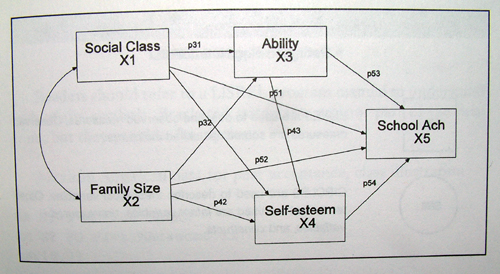 Social Class
X1
p31
Ability
X3
p53
p51
p32
p43
School Ach
X5
p52
Family Size
X2
p42
Self-esteem
X4
p54